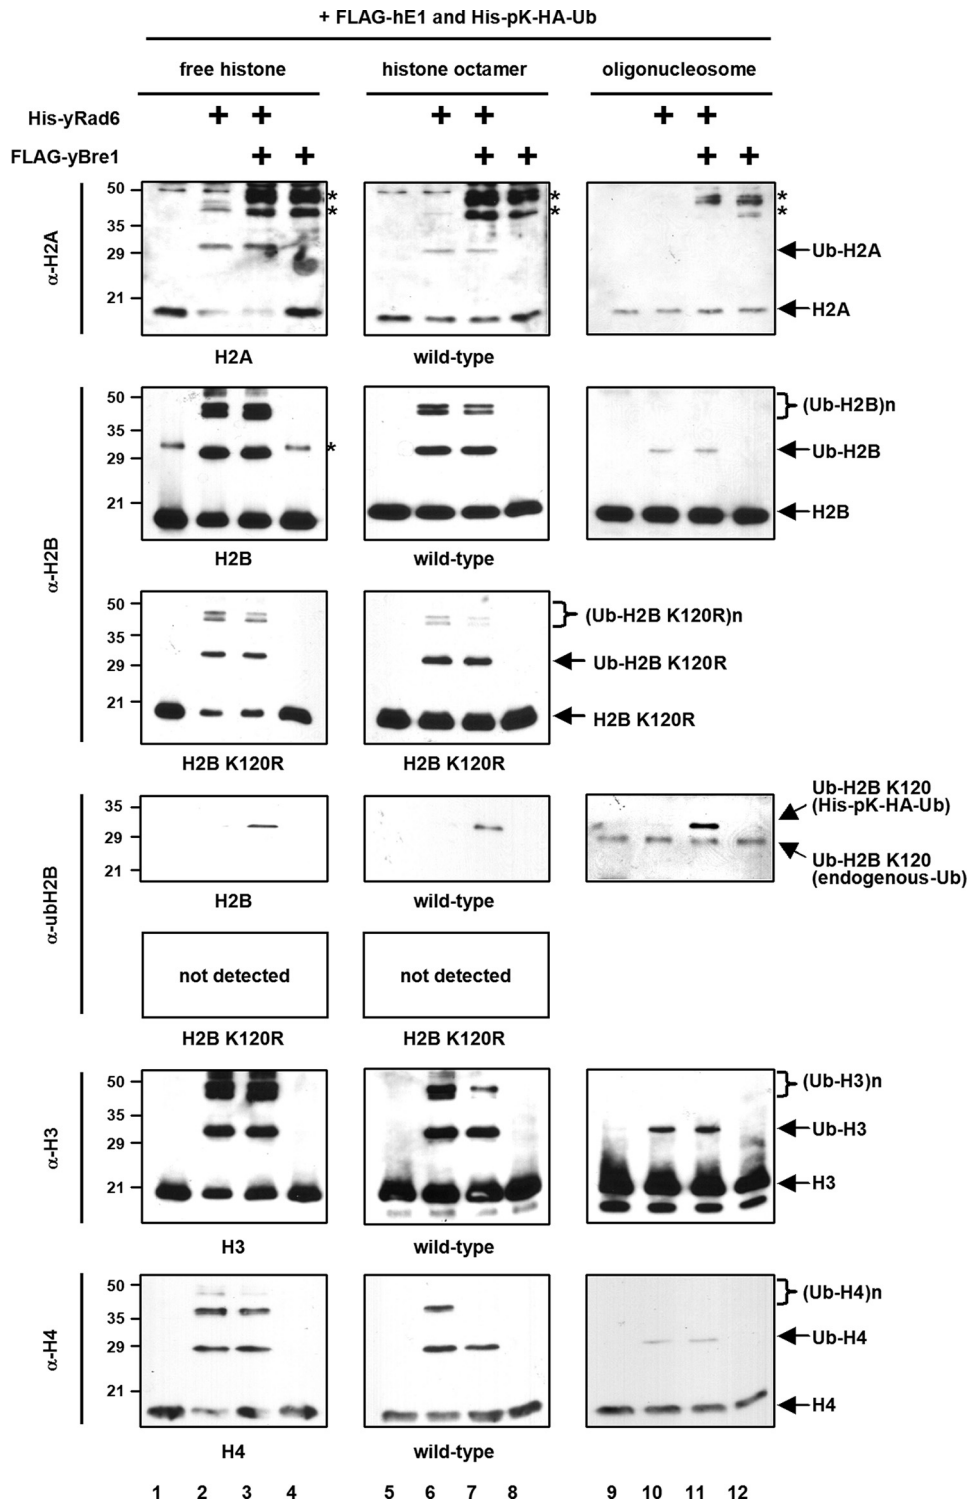 + FLAG-hE1 and His-pK-HA-Ub
free histone histone octamer oligonucleosome
His-yRad6 + + + + + +
FLAG-yBre1 + + + + + +
α-H2A
50
35
29
21
*
*
*
*
*
*
Ub-H2A
H2A
H2A wild-type
α-H2B
50
35
29
21
*
(Ub-H2B)n
Ub-H2B
H2B
H2B wild-type
50
35
29
21
(Ub-H2B K120R)n
Ub-H2B K120R
H2B K120R
H2B K120R H2B K120R
α-ubH2B
35
29
21
Ub-H2B K120
(His-pK-HA-Ub)
Ub-H2B K120
(endogenous-Ub)
H2B wild-type
not detected not detected
H2B K120R H2B K120R
α-H3
50
35
29
21
(Ub-H3)n
Ub-H3
H3
H3 wild-type
α-H4
50
35
29
21
(Ub-H4)n
Ub-H4
H4
H4 wild-type
1 2 3 4 5 6 7 8 9 10 11 12